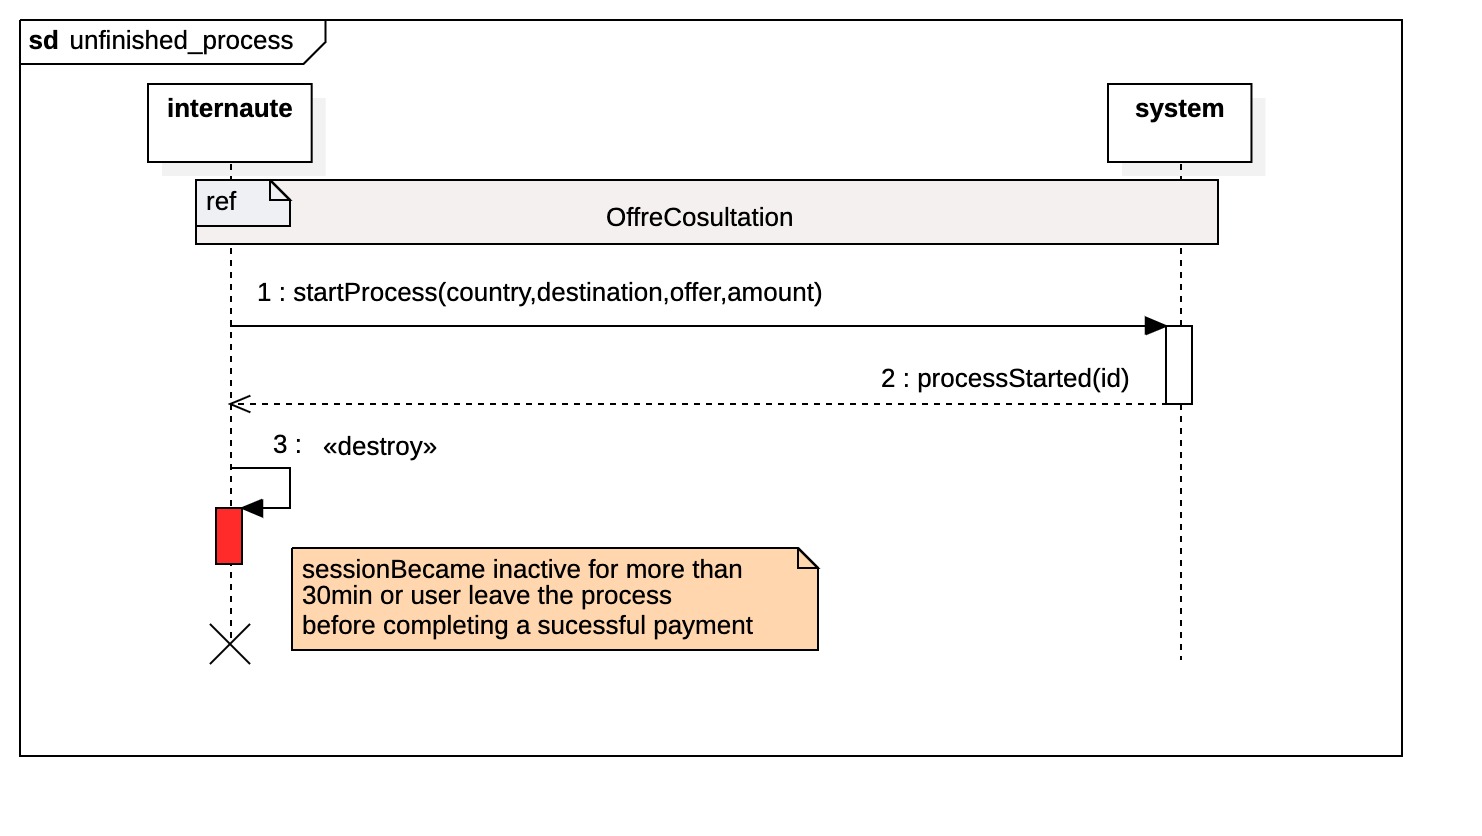 sd unfinished_process
internaute
system
ref
OffreCosultation
1 : startProcess(country,destination,offer,amount)
2 : processStarted(id)
3 : «destroy»
sessionBecame inactive for more than
30min or user leave the process
before completing a sucessful payment